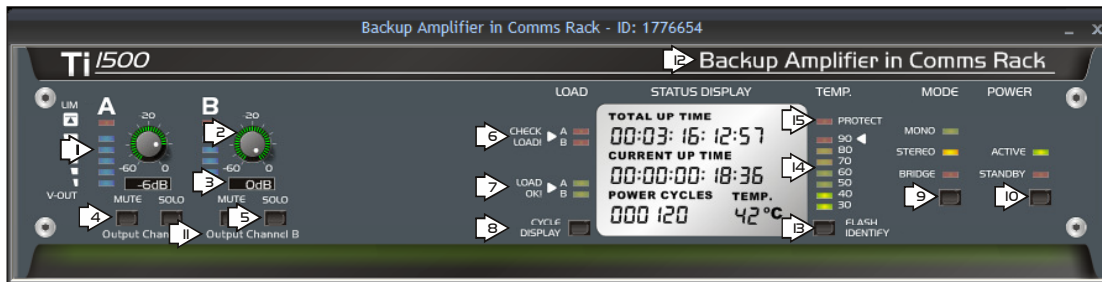 Backup Amplifier in Comms Rack - ID: 1776654
Ti 1500
12 Backup Amplifier in Comms Rack
LOAD STATUS DISPLAY TEMP. MODE POWER
LIM
A
-20
-60 0
-6dB
MUTE SOLO
V-OUT
1
4
Output Chann
B
2
-20
-60 0
3
0dB
MUTE SOLO
5
11
Output Channel B
6
CHECK LOAD!
A
B
7
LOAD OK!
A
B
8
CYCLE DISPLAY
TOTAL UP TIME
00:03:16:12:57
CURRENT UP TIME
00:00:00:18:36
POWER CYCLES TEMP.
000120 42°C
15
PROTECT
90
80
70
60
50
40
30
14
13
FLASH IDENTIFY
MONO
STEREO
BRIDGE
9
ACTIVE
STANDBY
10